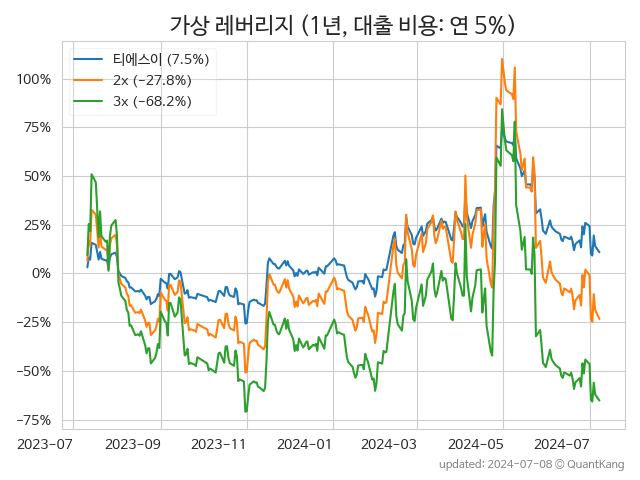 가상 레버리지 (1년, 대출 비용: 연 5%)
티에스이 (7.5%)
2x (−27.8%)
3x (−68.2%)
100%
75%
50%
25%
0%
−25%
−50%
−75%
2023-07 2023-09 2023-11 2024-01 2024-03 2024-05 2024-07
updated: 2024-07-08 © QuantKang